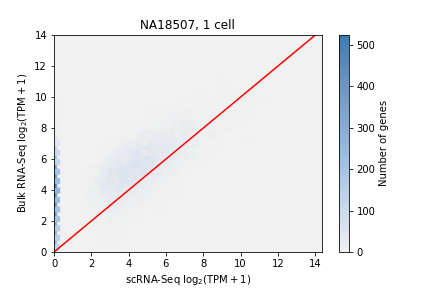 NA18507, 1 cell
14
12
10
8
6
4
2
0
Bulk RNA-Seq log₂(TPM + 1)
0 2 4 6 8 10 12 14
scRNA-Seq log₂(TPM + 1)
500
400
300
200
100
0
Number of genes